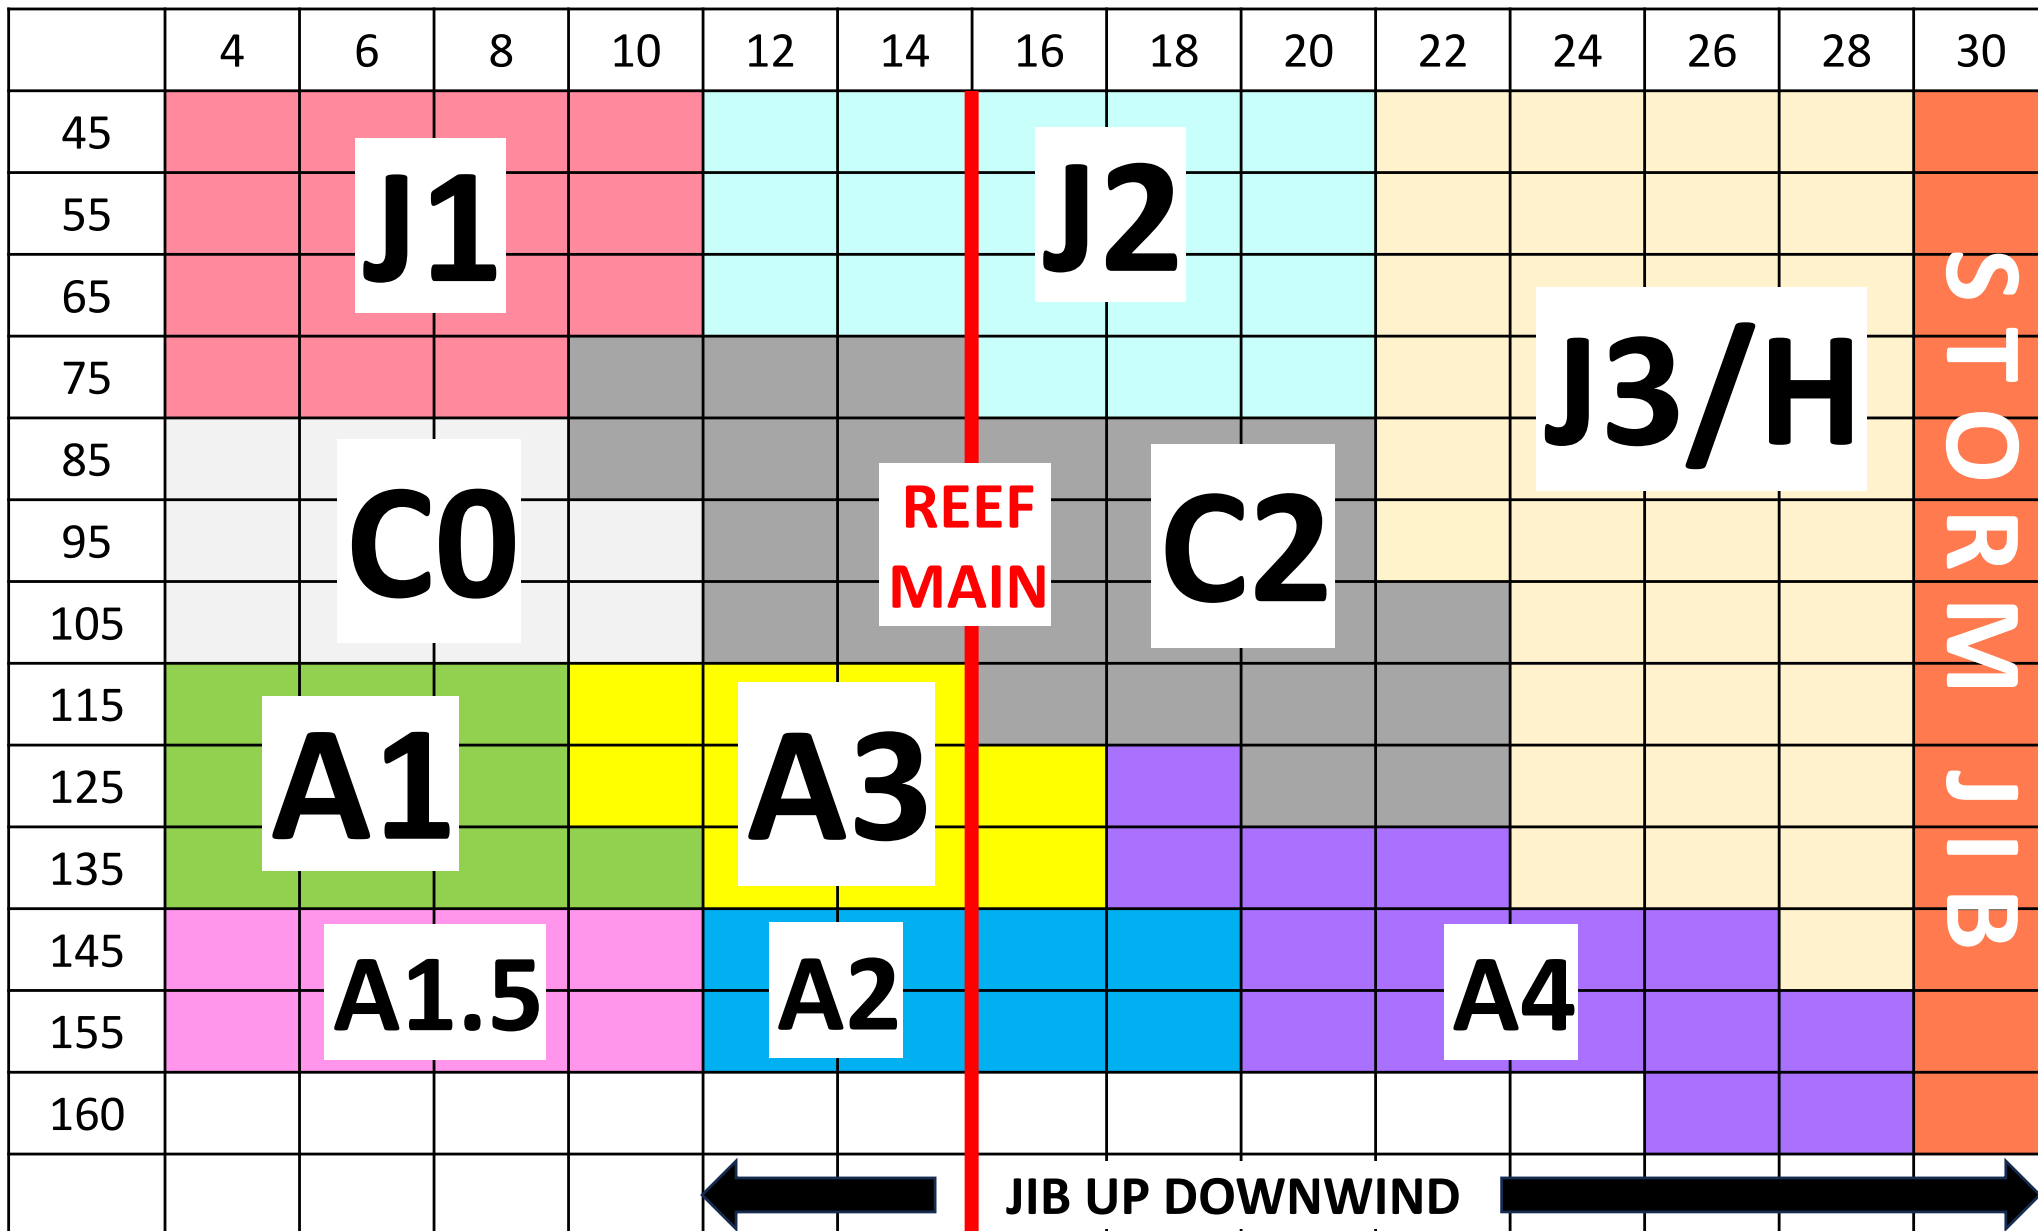 4 6 8 10 12 14 16 18 20 22 24 26 28 30
45
55
65
75
85
95
105
115
125
135
145
155
160
J1
J2
J3/H
C0
REEF
MAIN
C2
A1
A3
A1.5
A2
A4
STORM JIB
JIB UP DOWNWIND